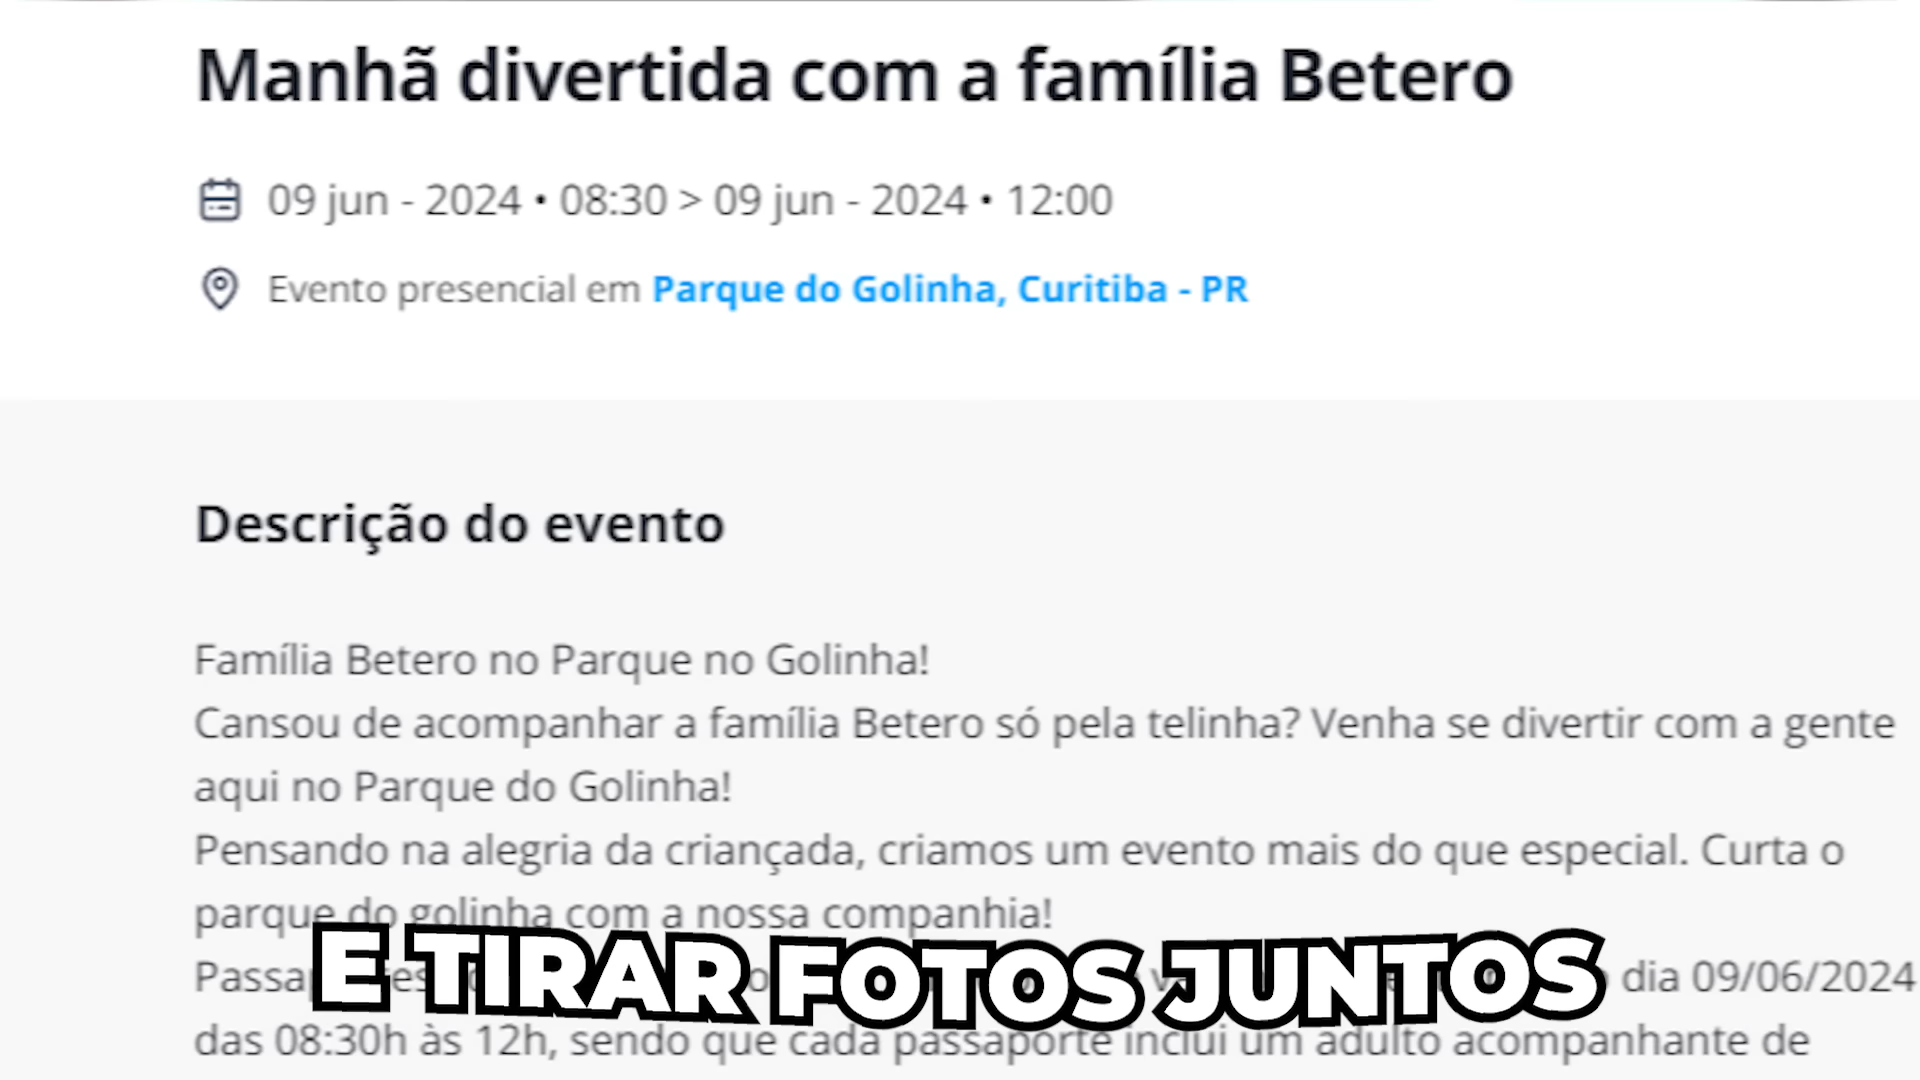 Manhã divertida com a família Betero
09 jun - 2024 • 08:30 > 09 jun - 2024 • 12:00
Evento presencial em Parque do Golinha, Curitiba - PR
Descrição do evento
Família Betero no Parque no Golinha!
Cansou de acompanhar a família Betero só pela telinha? Venha se divertir com a gente
aqui no Parque do Golinha!
Pensando na alegria da criançada, criamos um evento mais do que especial. Curta o
parque do golinha com a nossa companhia!
dia 09/06/2024
E TIRAR FOTOS JUNTOS
das 08:30h às 12h, sendo que cada passaporte inclui um adulto acompanhante de